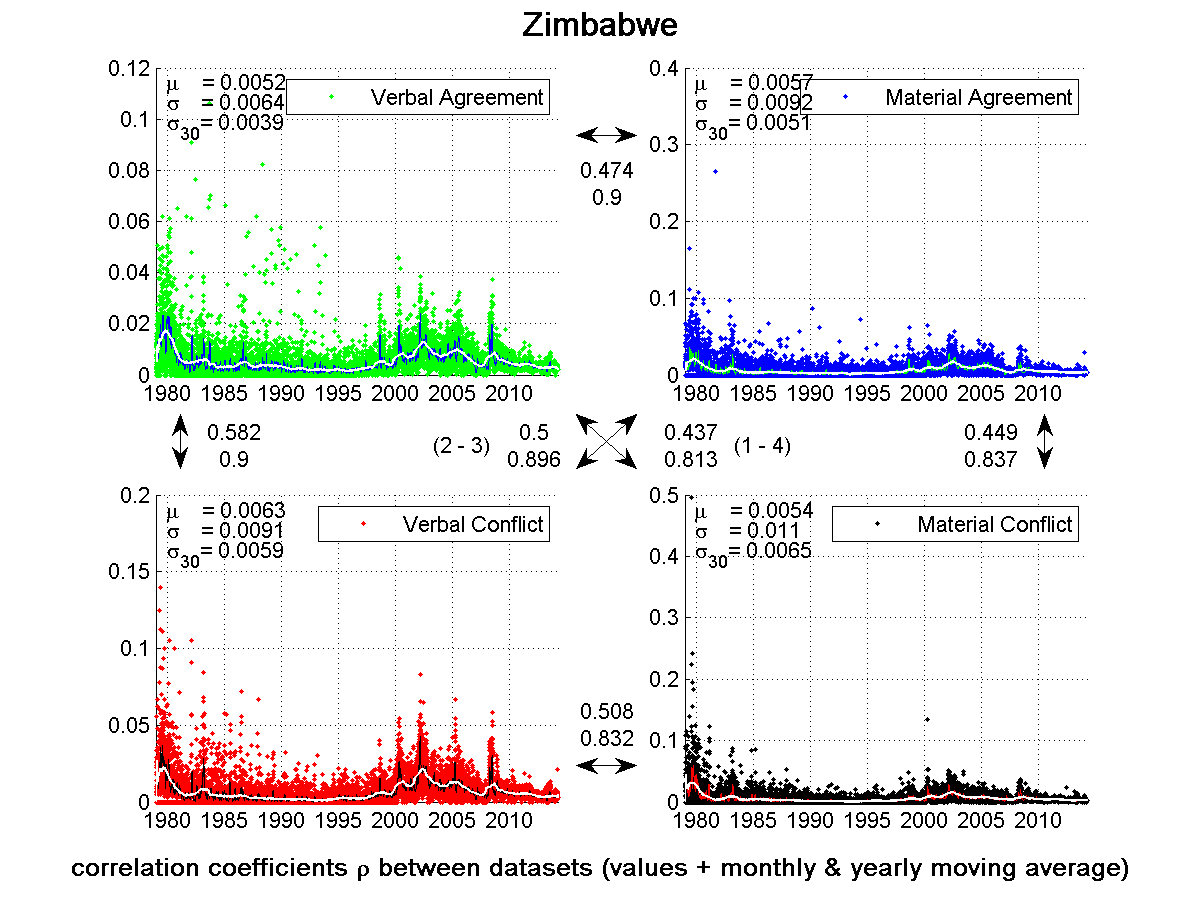 Zimbabwe
0.12
0.1
0.08
0.06
0.04
0.02
0
μ = 0.0052
σ = 0.0064
σ30= 0.0039
Verbal Agreement
1980 1985 1990 1995 2000 2005 2010
0.474
0.9
0.4
0.3
0.2
0.1
0
μ = 0.0057
σ = 0.0092
σ30= 0.0051
Material Agreement
1980 1985 1990 1995 2000 2005 2010
0.582
0.9
(2 - 3)
0.5
0.896
0.437
0.813
(1 - 4)
0.449
0.837
0.2
0.15
0.1
0.05
0
μ = 0.0063
σ = 0.0091
σ30= 0.0059
Verbal Conflict
1980 1985 1990 1995 2000 2005 2010
0.508
0.832
0.5
0.4
0.3
0.2
0.1
0
μ = 0.0054
σ = 0.011
σ30= 0.0065
Material Conflict
1980 1985 1990 1995 2000 2005 2010
correlation coefficients ρ between datasets (values + monthly & yearly moving average)